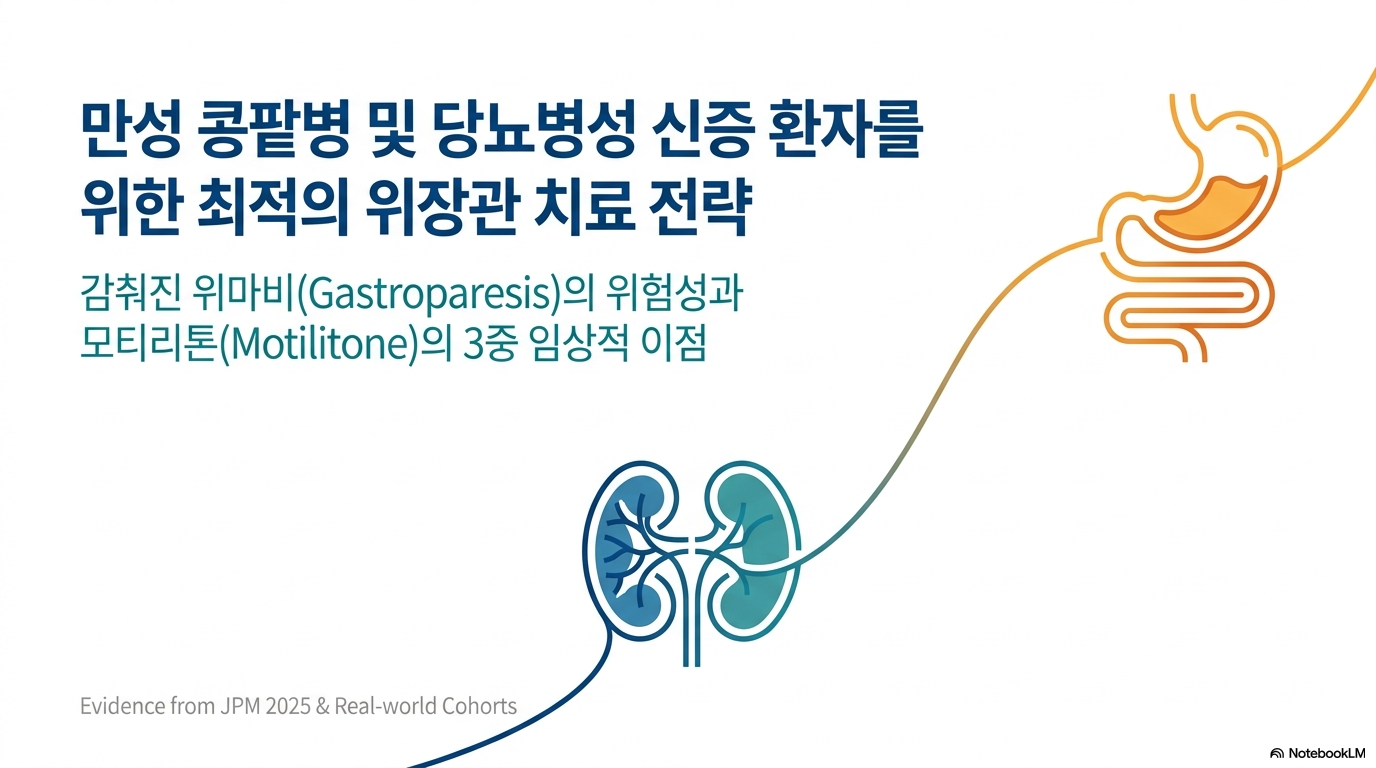 만성 콩팥병 및 당뇨병성 신증 환자를
위한 최적의 위장관 치료 전략
감춰진 위마비(Gastroparesis)의 위험성과
모티리톤(Motilitone)의 3중 임상적 이점
Evidence from JPM 2025 & Real-world Cohorts
NotebookLM